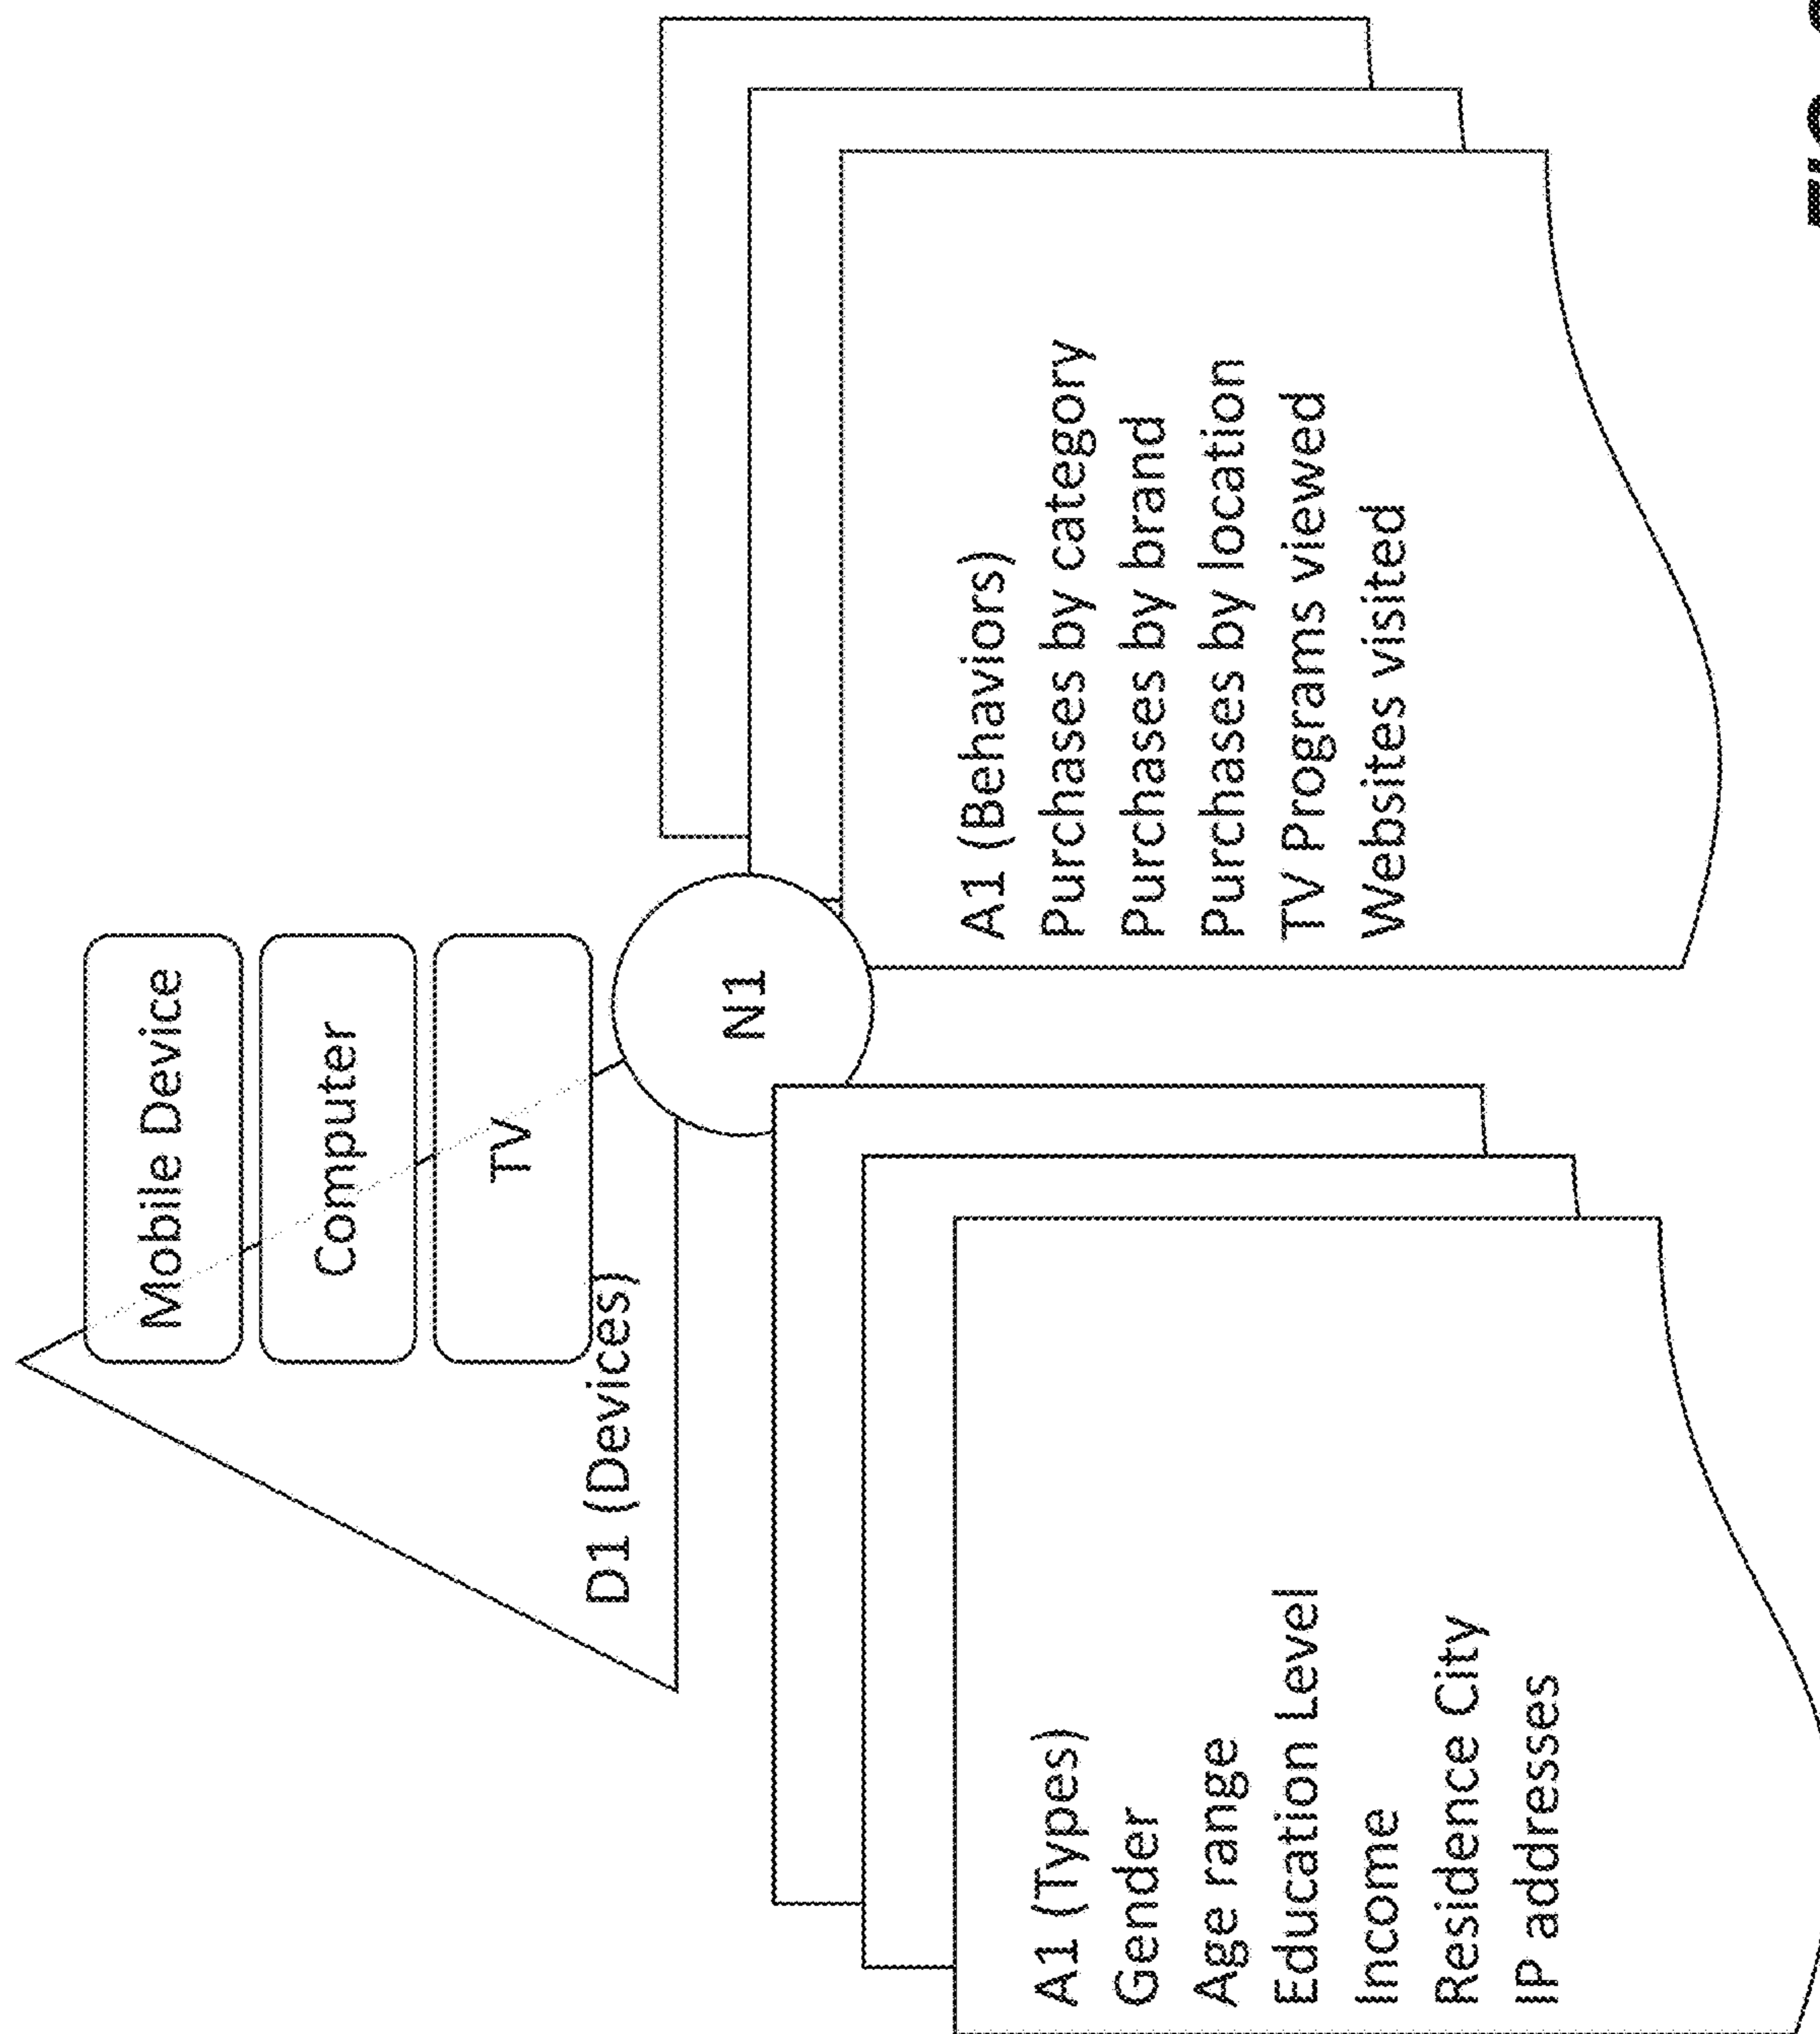 Mobile Device
Computer
TV
D1 (Devices)
N1
A1 (Types)
Gender
Age range
Education Level
Income
Residence City
IP addresses
A1 (Behaviors)
Purchases by category
Purchases by brand
Purchases by location
TV Programs viewed
Websites visited